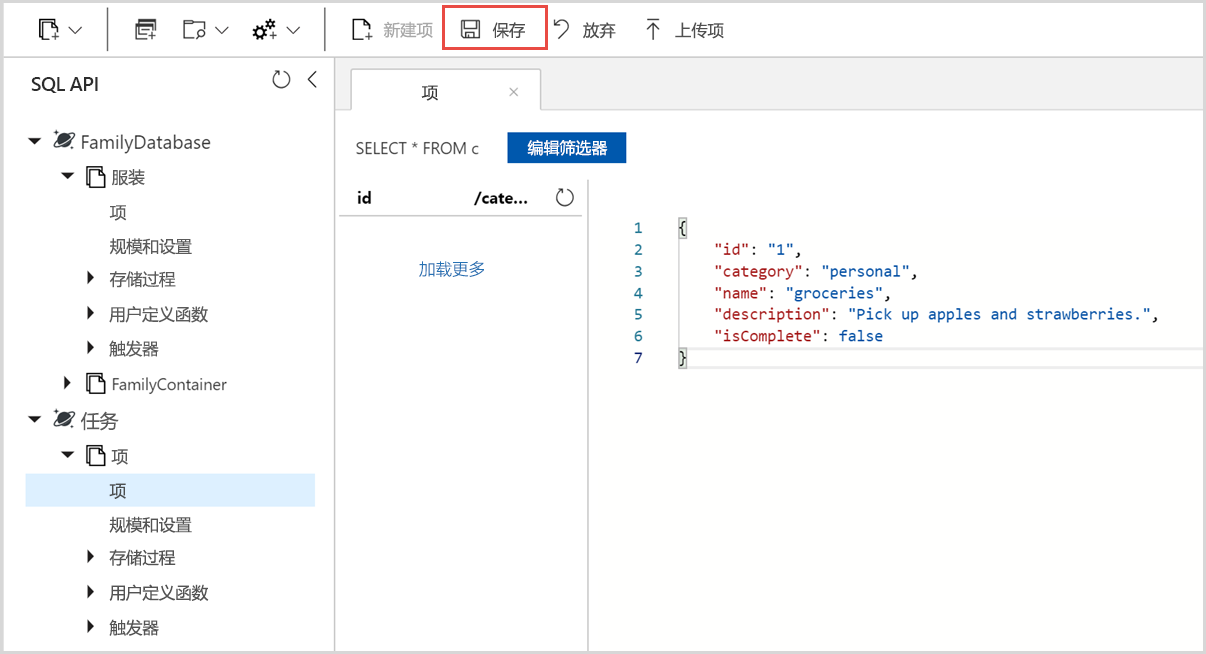 新建项 保存 放弃 上传项
SQL API
FamilyDatabase
服装
项
规模和设置
存储过程
用户定义函数
触发器
FamilyContainer
任务
项
项
规模和设置
存储过程
用户定义函数
触发器
项
SELECT * FROM c 编辑筛选器
id /cate...
加载更多
1 {
2 "id": "1",
3 "category": "personal",
4 "name": "groceries",
5 "description": "Pick up apples and strawberries.",
6 "isComplete": false
7 }